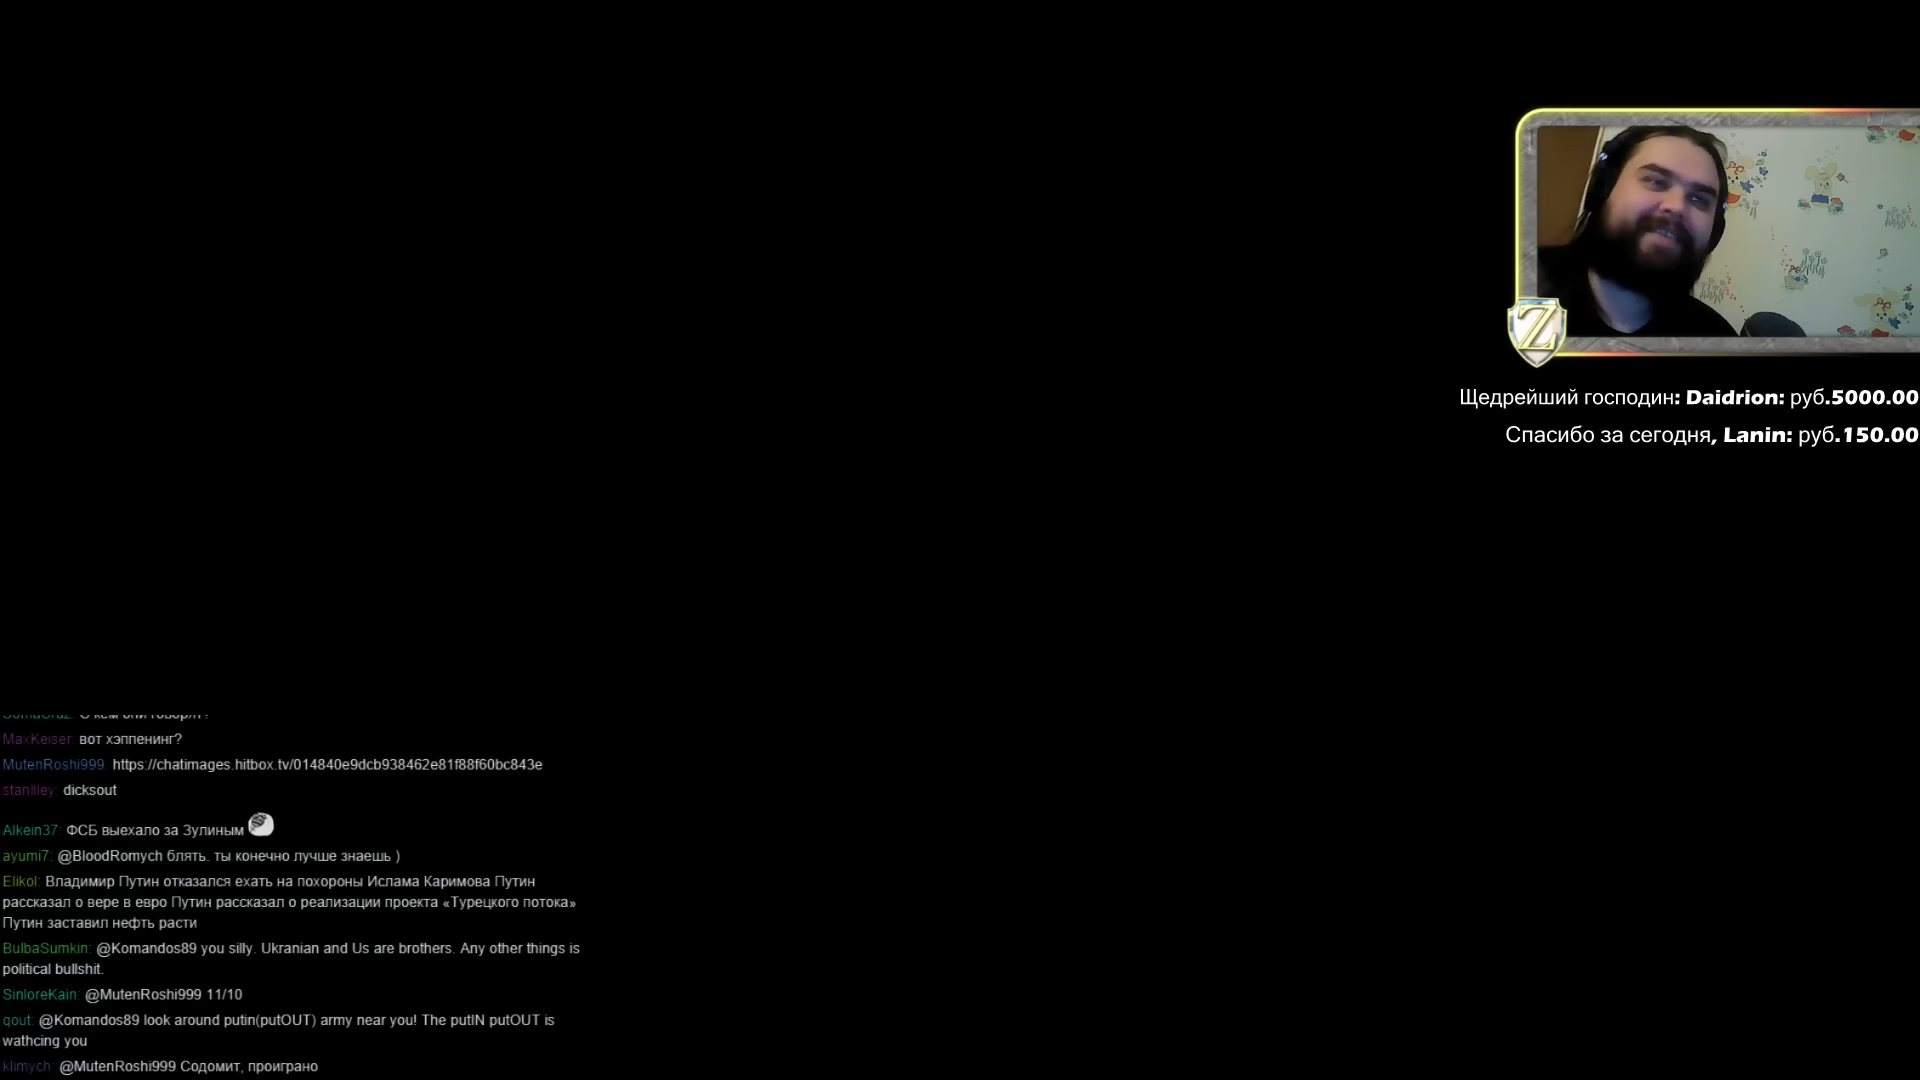 Z
Щедрейший господин: Daidrion: руб.5000.00
Спасибо за сегодня, Lanin: руб.150.00
MaxKeiser: вот хэппенинг?
MutenRoshi999: https://chatimages.hitbox.tv/014840e9dcb938462e81f88f60bc843e
dicksout
Alkein37: ФСБ выехало за Зулиным
ayumi7: @BloodRomych блять. ты конечно лучше знаешь )
Elikol: Владимир Путин отказался ехать на похороны Ислама Каримова Путин
рассказал о вере в евро Путин рассказал о реализации проекта «Турецкого потока»
Путин заставил нефть расти
BulbaSumkin: @Komandos89 you silly. Ukranian and Us are brothers. Any other things is
political bullshit.
SinloreKain: @MutenRoshi999 11/10
qout: @Komandos89 look around putin(putOUT) army near you! The putIN putOUT is
wathcing you
klimych: @MutenRoshi999 Содомит, проиграно